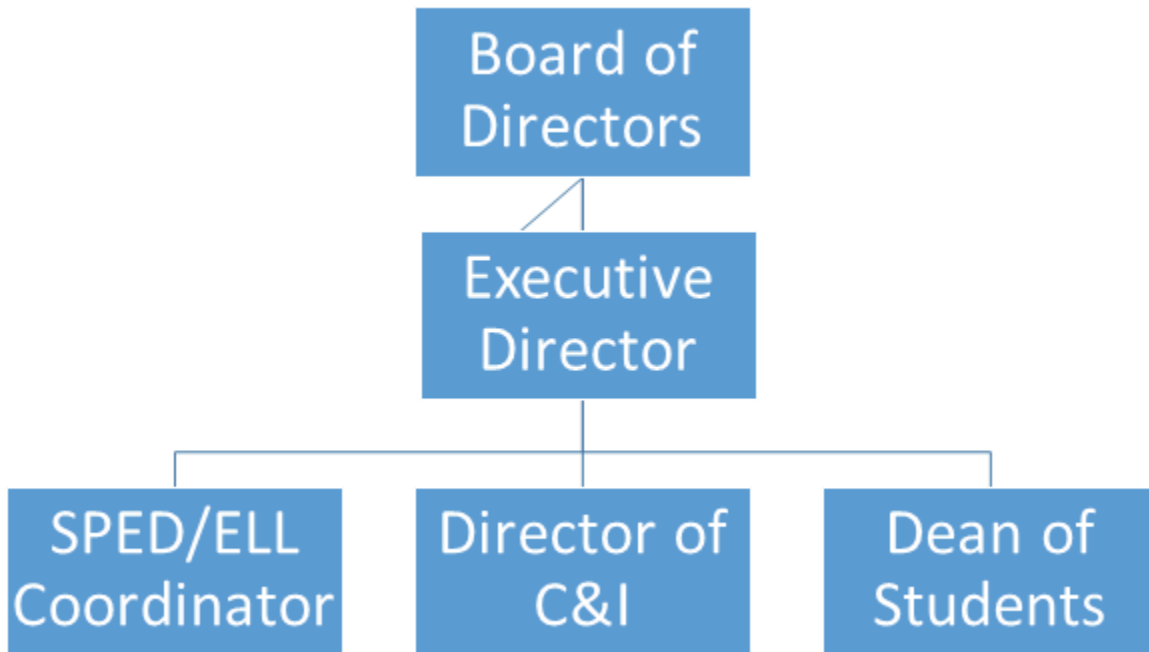 Board of
Directors
Executive
Director
SPED/ELL
Coordinator
Director of
C&I
Dean of
Students